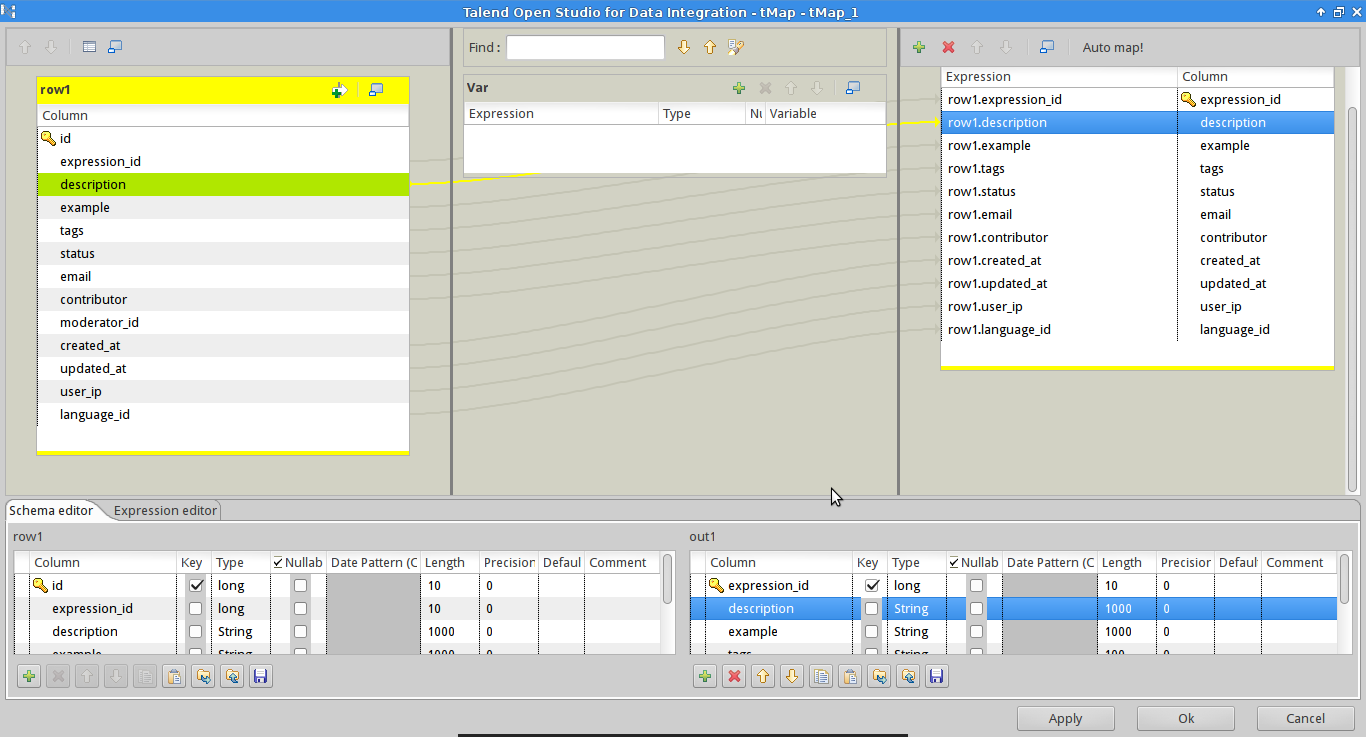 Talend Open Studio for Data Integration - tMap - tMap_1
Find :
Auto map!
row1
Column
id
expression_id
description
example
tags
status
email
contributor
moderator_id
created_at
updated_at
user_ip
language_id
Var
Expression Type Nu Variable
Expression Column
row1.expression_id expression_id
row1.description description
row1.example example
row1.tags tags
row1.status status
row1.email email
row1.contributor contributor
row1.created_at created_at
row1.updated_at updated_at
row1.user_ip user_ip
row1.language_id language_id
Schema editor Expression editor
row1
Column Key Type Nullab Date Pattern (C Length Precision Defaul Comment
id long 10 0
expression_id long 10 0
description String 1000 0
example String 1000 0
out1
Column Key Type Nullab Date Pattern (C Length Precision Defaul Comment
expression_id long 10 0
description String 1000 0
example String 1000 0
tags String 100 0
Apply Ok Cancel